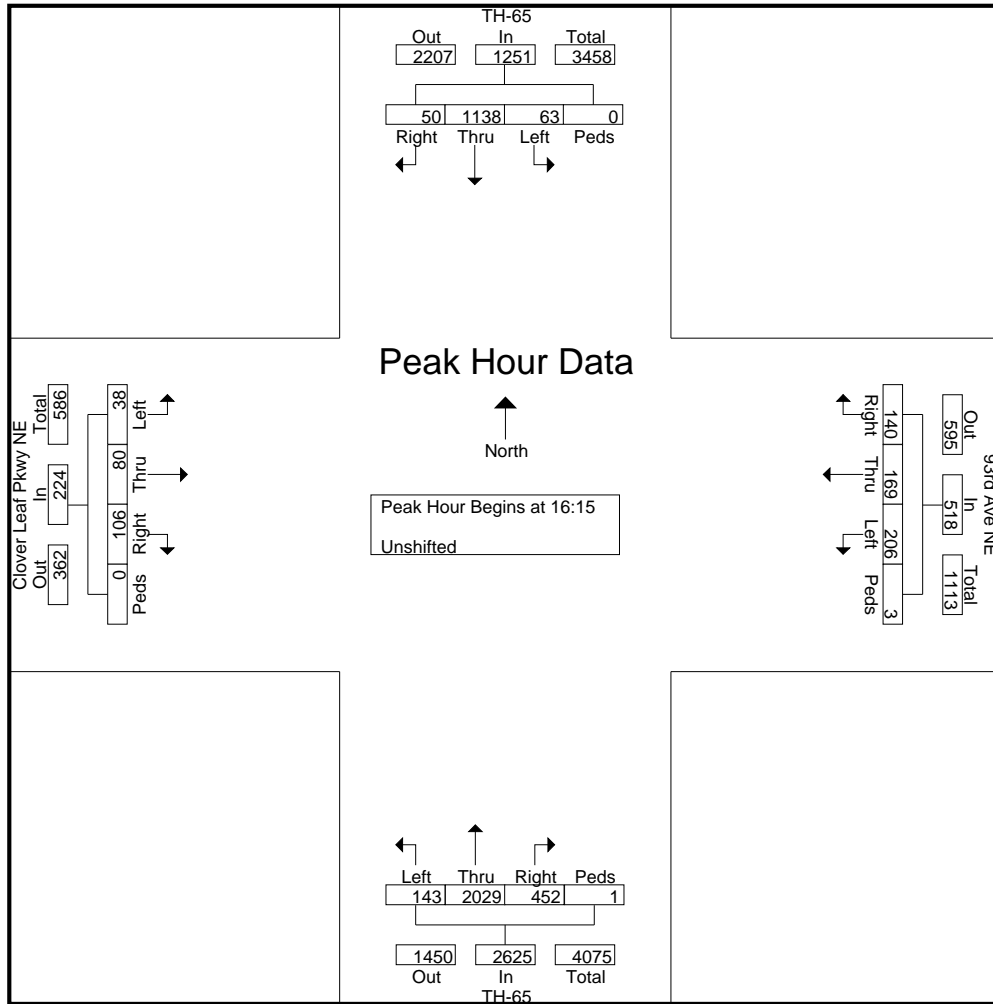 TH-65
Out In Total
2207 1251 3458
50 1138 63 0
Right Thru Left Peds
Peak Hour Data
North
Peak Hour Begins at 16:15
Unshifted
Clover Leaf Pkwy NE
Total In Out
586 224 362
38 80 106 0
Left Thru Right Peds
93rd Ave NE
Out In Total
595 518 1113
140 169 206 3
Right Thru Left Peds
Left Thru Right Peds
143 2029 452 1
1450 2625 4075
Out In Total
TH-65